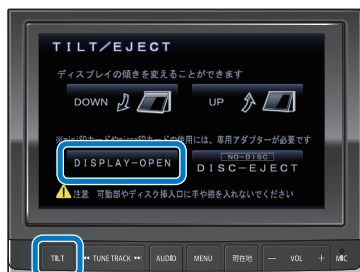 TILT/EJECT
ディスプレイの傾きを変えることができます
DOWN UP
※miniSDカードやmicroSDカードの使用には、専用アダプターが必要です
DISPLAY-OPEN
NO-DISC
DISC-EJECT
注意 可動部やディスク挿入口に手や指を入れないでください
TILT TUNE TRACK AUDIO MENU 現在地 − VOL + MIC